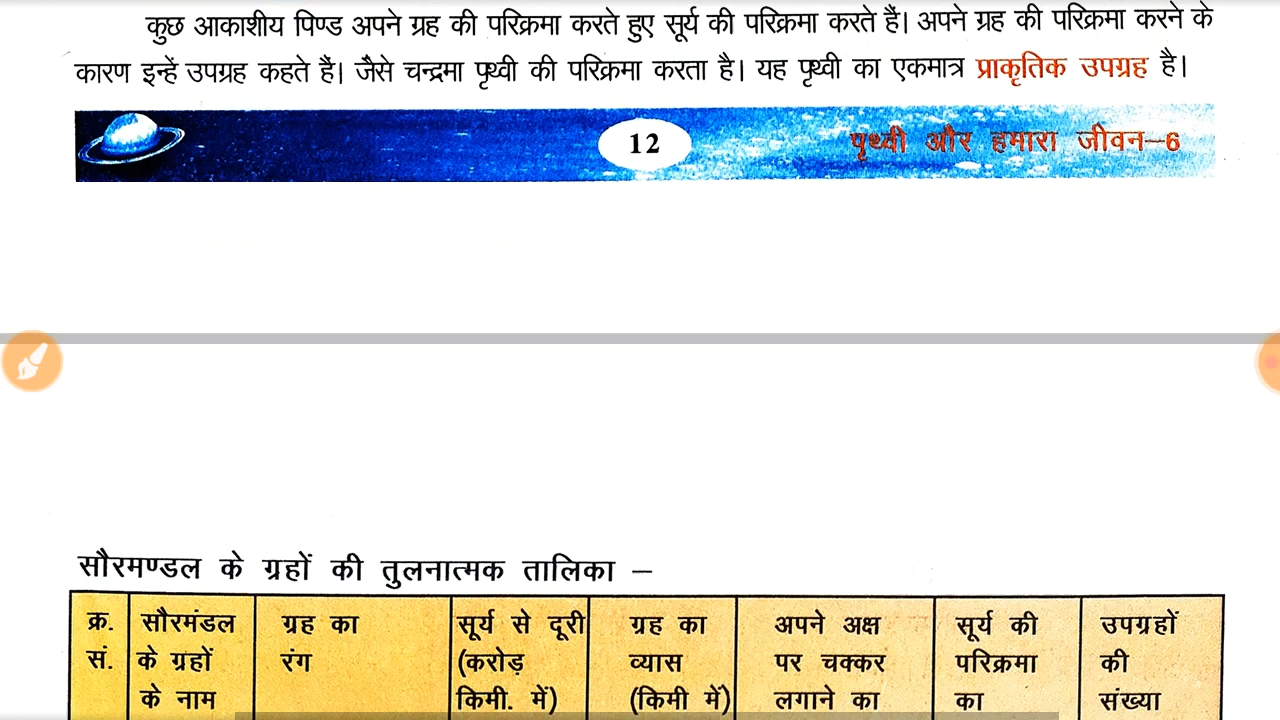 कुछ आकाशीय पिण्ड अपने ग्रह की परिक्रमा करते हुए सूर्य की परिक्रमा करते हैं। अपने ग्रह की परिक्रमा करने के
कारण इन्हें उपग्रह कहते हैं। जैसे चन्द्रमा पृथ्वी की परिक्रमा करता है। यह पृथ्वी का एकमात्र प्राकृतिक उपग्रह है।
12 पृथ्वी और हमारा जीवन–6
सौरमण्डल के ग्रहों की तुलनात्मक तालिका –
क्र. सौरमंडल ग्रह का सूर्य से दूरी ग्रह का अपने अक्ष सूर्य की उपग्रहों
सं. के ग्रहों रंग (करोड़ व्यास पर चक्कर परिक्रमा की
के नाम किमी. में) (किमी में) लगाने का का संख्या